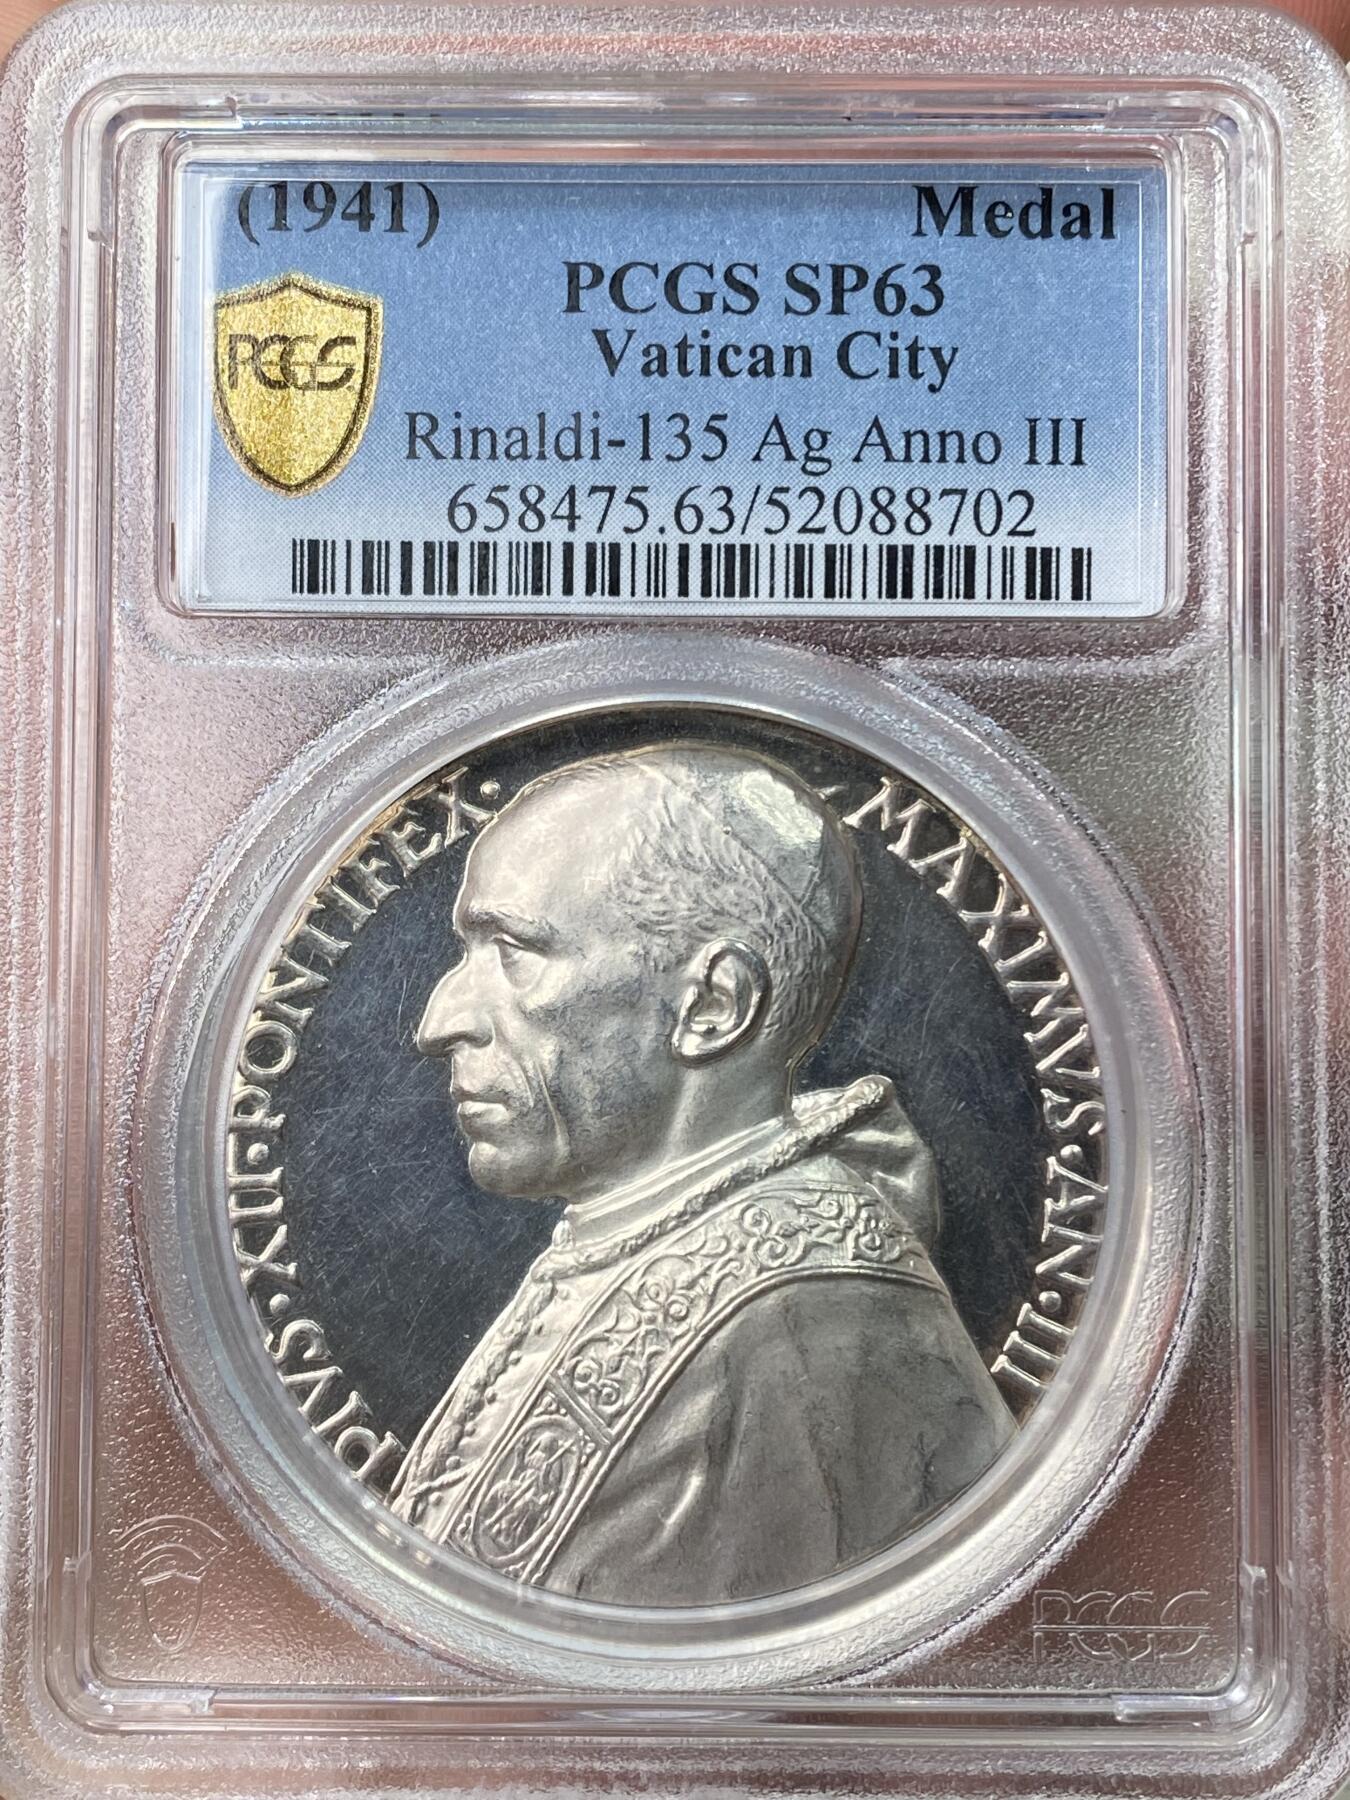 (1941) Medal
PCGS SP63
PCGS
Vatican City
Rinaldi-135 Ag Anno III
658475.63/52088702
PIVS·XII·PONTIFEX· MAXIMVS·AN·III
PCGS